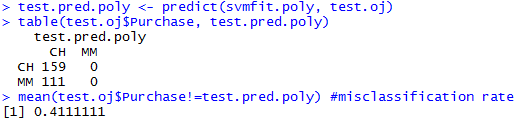 > test.pred.poly <- predict(svmfit.poly, test.oj)
> table(test.oj$Purchase, test.pred.poly)
    test.pred.poly
      CH  MM
  CH 159   0
  MM 111   0
> mean(test.oj$Purchase!=test.pred.poly) #misclassification rate
[1] 0.4111111